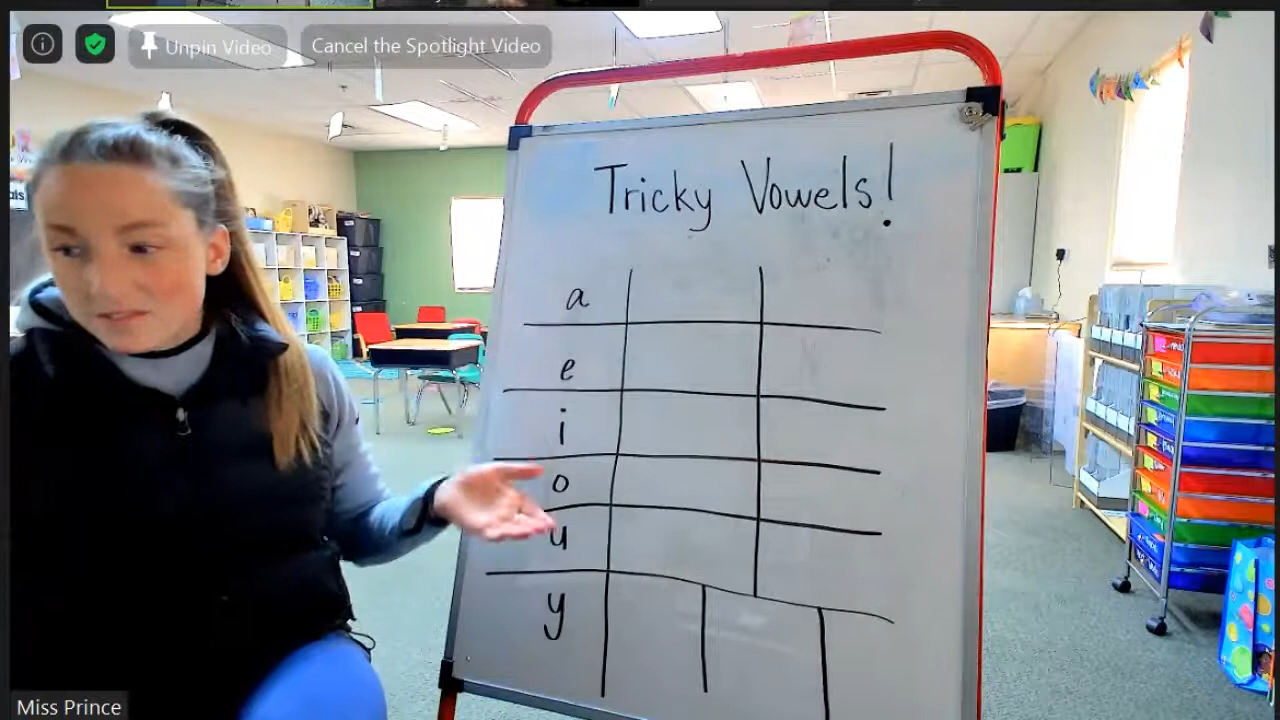 Unpin Video
Cancel the Spotlight Video
Tricky Vowels!
a
e
i
o
u
y
Miss Prince